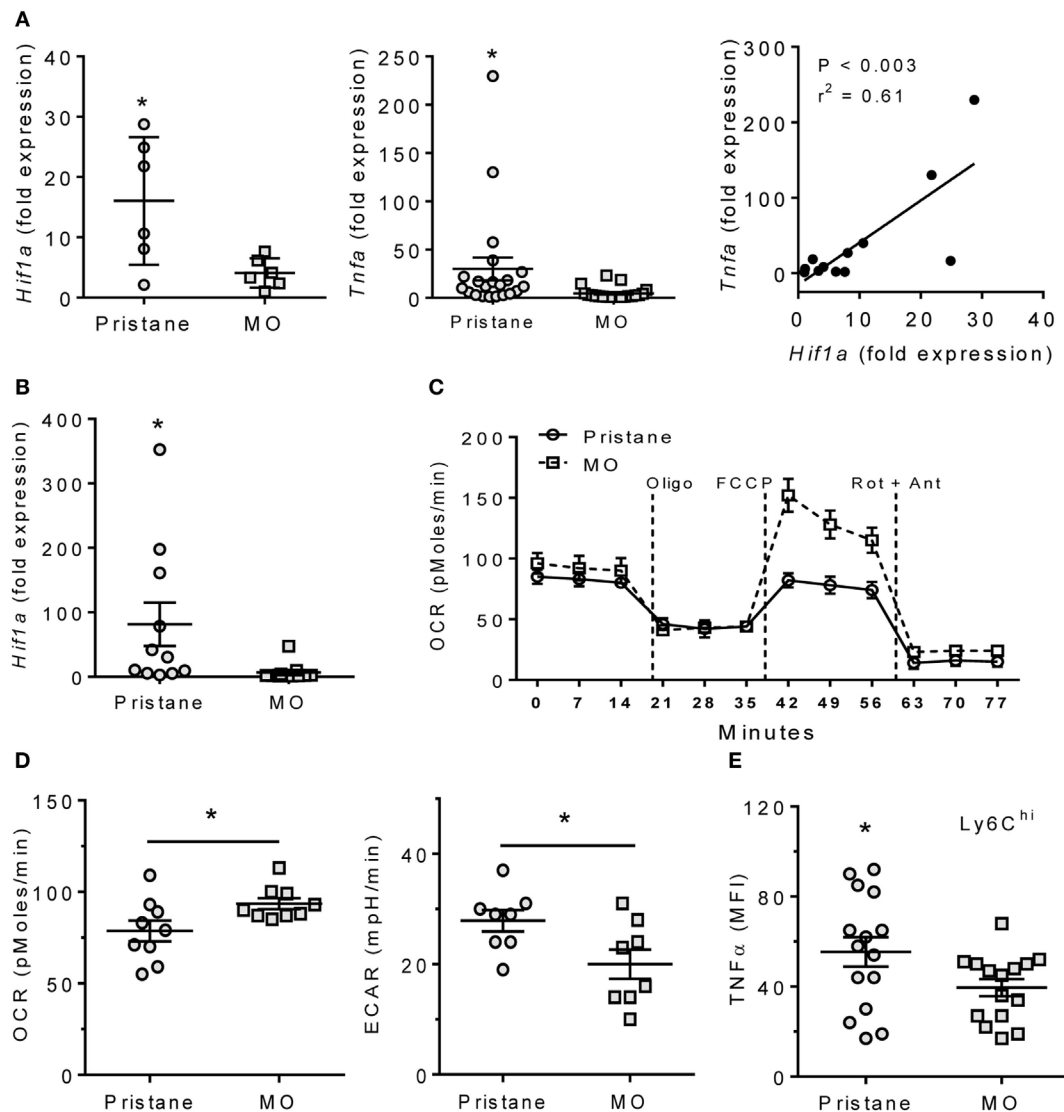 A
Hif1a (fold expression)
40
30
20
10
0
*
Pristane
MO
Tnfa (fold expression)
250
200
150
100
50
0
*
Pristane
MO
Tnfa (fold expression)
300
200
100
0
P < 0.003
r² = 0.61
0 10 20 30 40
Hif1a (fold expression)
B
Hif1a (fold expression)
400
300
200
100
0
*
Pristane
MO
C
OCR (pMoles/min)
200
150
100
50
0
Pristane
MO
Oligo
FCCP
Rot + Ant
0 7 14 21 28 35 42 49 56 63 70 77
Minutes
D
OCR (pMoles/min)
150
100
50
0
*
Pristane
MO
ECAR (mpH/min)
40
20
0
*
Pristane
MO
E
TNFα (MFI)
120
80
40
0
*
Ly6Chi
Pristane
MO